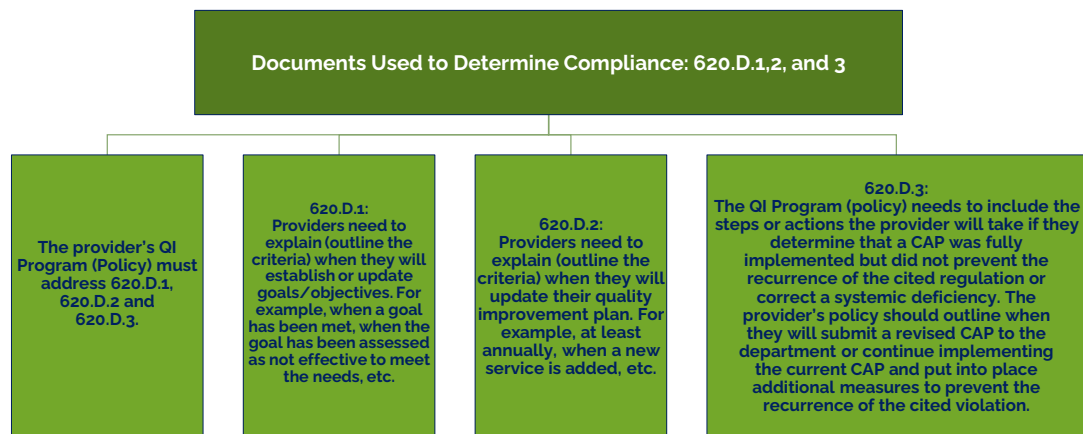 Documents Used to Determine Compliance: 620.D.1,2, and 3
The provider's QI
Program (Policy) must
address 620.D.1,
620.D.2 and
620.D.3.
620.D.1:
Providers need to
explain (outline the
criteria) when they will
establish or update
goals/objectives. For
example, when a goal
has been met, when the
goal has been assessed
as not effective to meet
the needs, etc.
620.D.2:
Providers need to
explain (outline the
criteria) when they will
update their quality
improvement plan. For
example, at least
annually, when a new
service is added, etc.
620.D.3:
The QI Program (policy) needs to include the
steps or actions the provider will take if they
determine that a CAP was fully
implemented but did not prevent the
recurrence of the cited regulation or
correct a systemic deficiency. The
provider's policy should outline when
they will submit a revised CAP to the
department or continue implementing
the current CAP and put into place
additional measures to prevent the
recurrence of the cited violation.